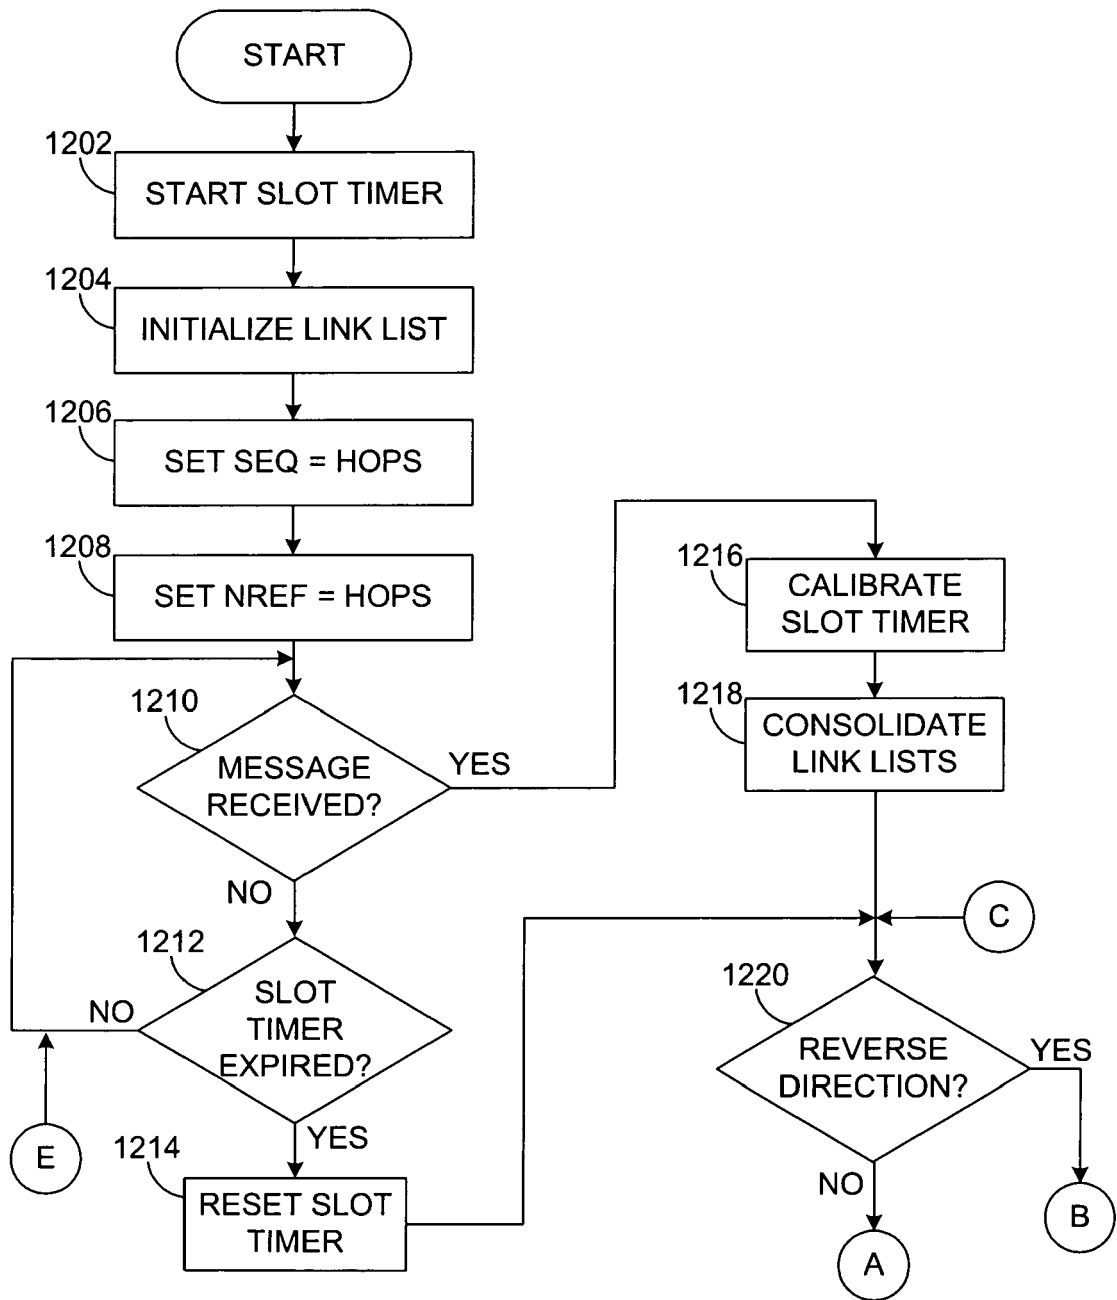 START
1202
START SLOT TIMER
1204
INITIALIZE LINK LIST
1206
SET SEQ = HOPS
1208
SET NREF = HOPS
1210
MESSAGE
RECEIVED?
YES
NO
1212
SLOT
TIMER
EXPIRED?
NO
YES
E
1214
RESET SLOT
TIMER
1216
CALIBRATE
SLOT TIMER
1218
CONSOLIDATE
LINK LISTS
C
1220
REVERSE
DIRECTION?
YES
NO
B
A